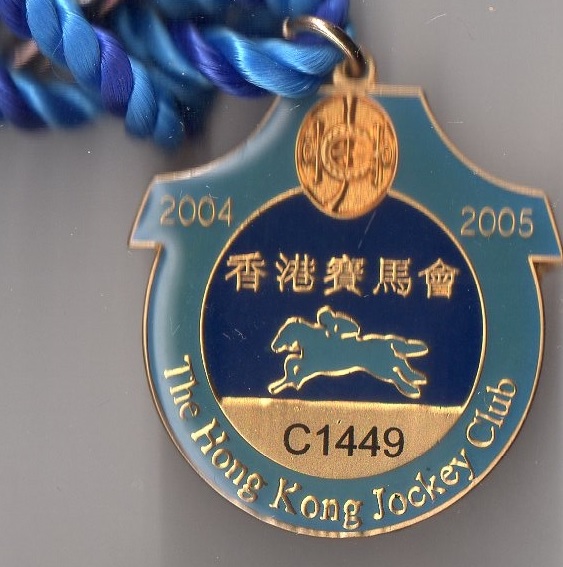 2004
2005
香港賽馬會
C1449
The Hong Kong Jockey Club